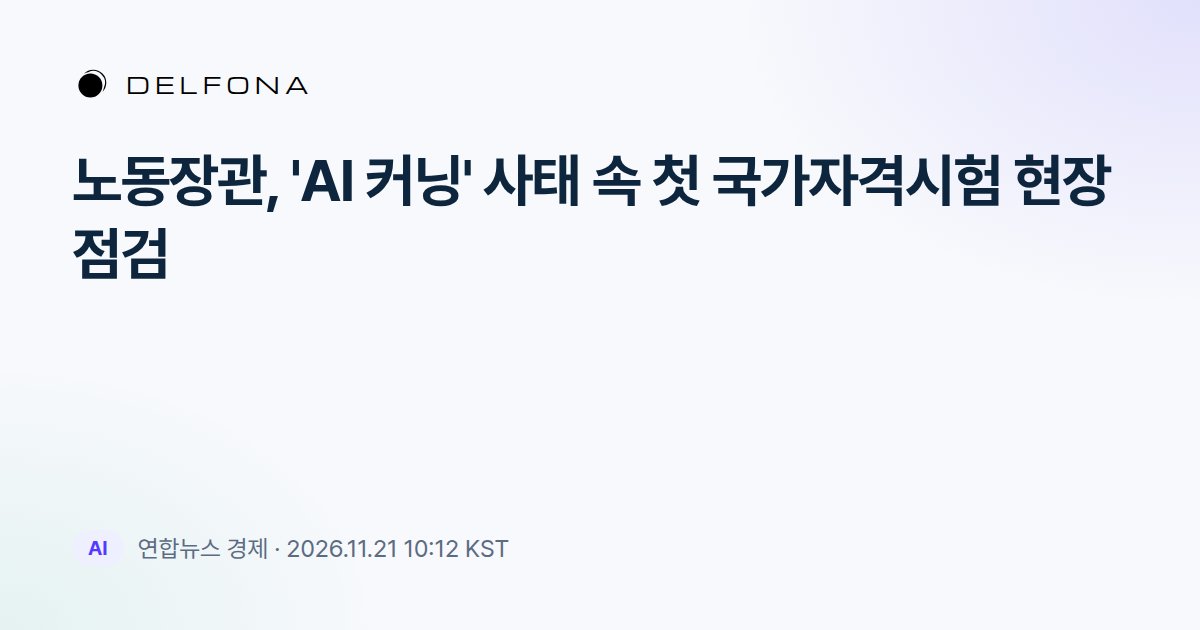 DELFONA
노동장관, 'AI 커닝' 사태 속 첫 국가자격시험 현장
점검
AI 연합뉴스 경제 · 2026.11.21 10:12 KST